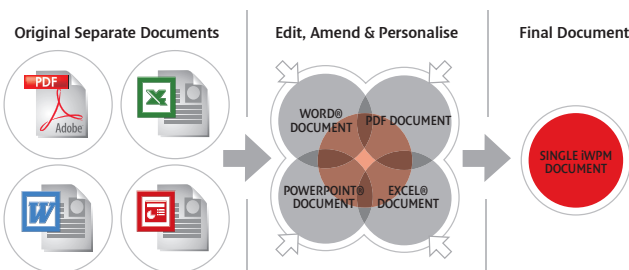 Original Separate Documents
Edit, Amend & Personalise
Final Document
PDF
Adobe
X
W
WORD®
DOCUMENT
PDF DOCUMENT
POWERPOINT®
DOCUMENT
EXCEL®
DOCUMENT
SINGLE iWPM
DOCUMENT